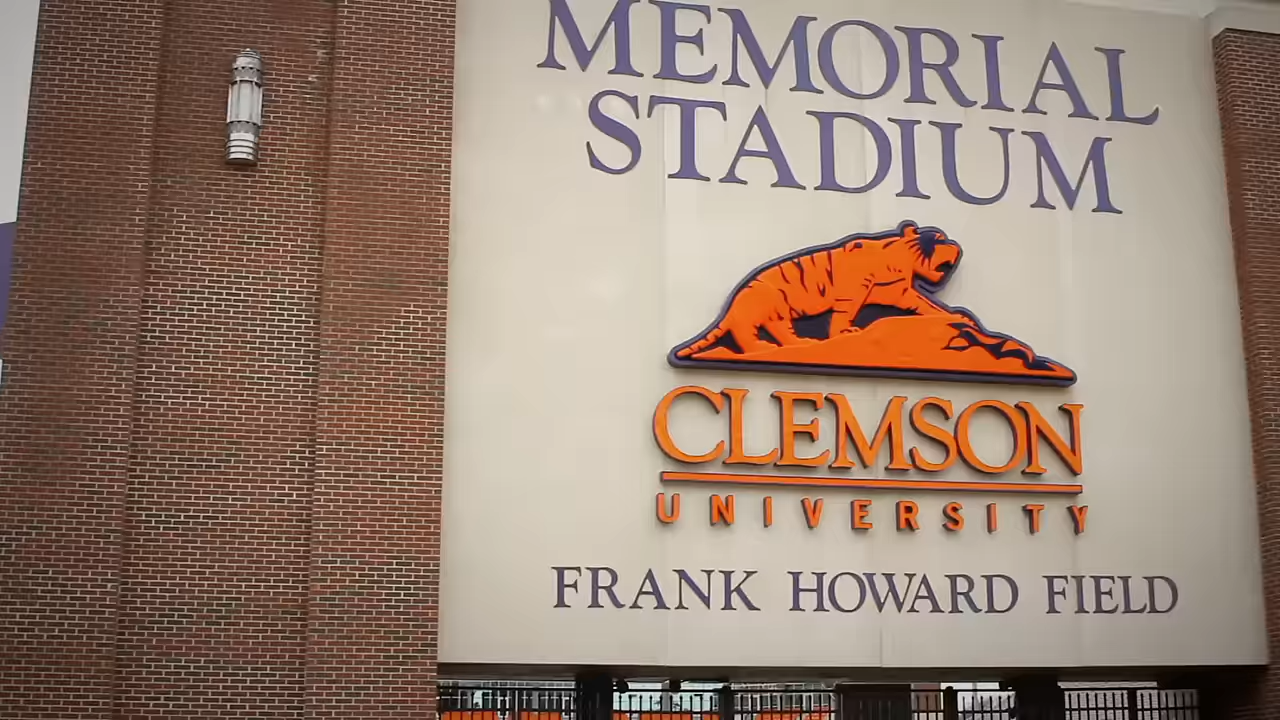 MEMORIAL
STADIUM
CLEMSON
UNIVERSITY
FRANK HOWARD FIELD